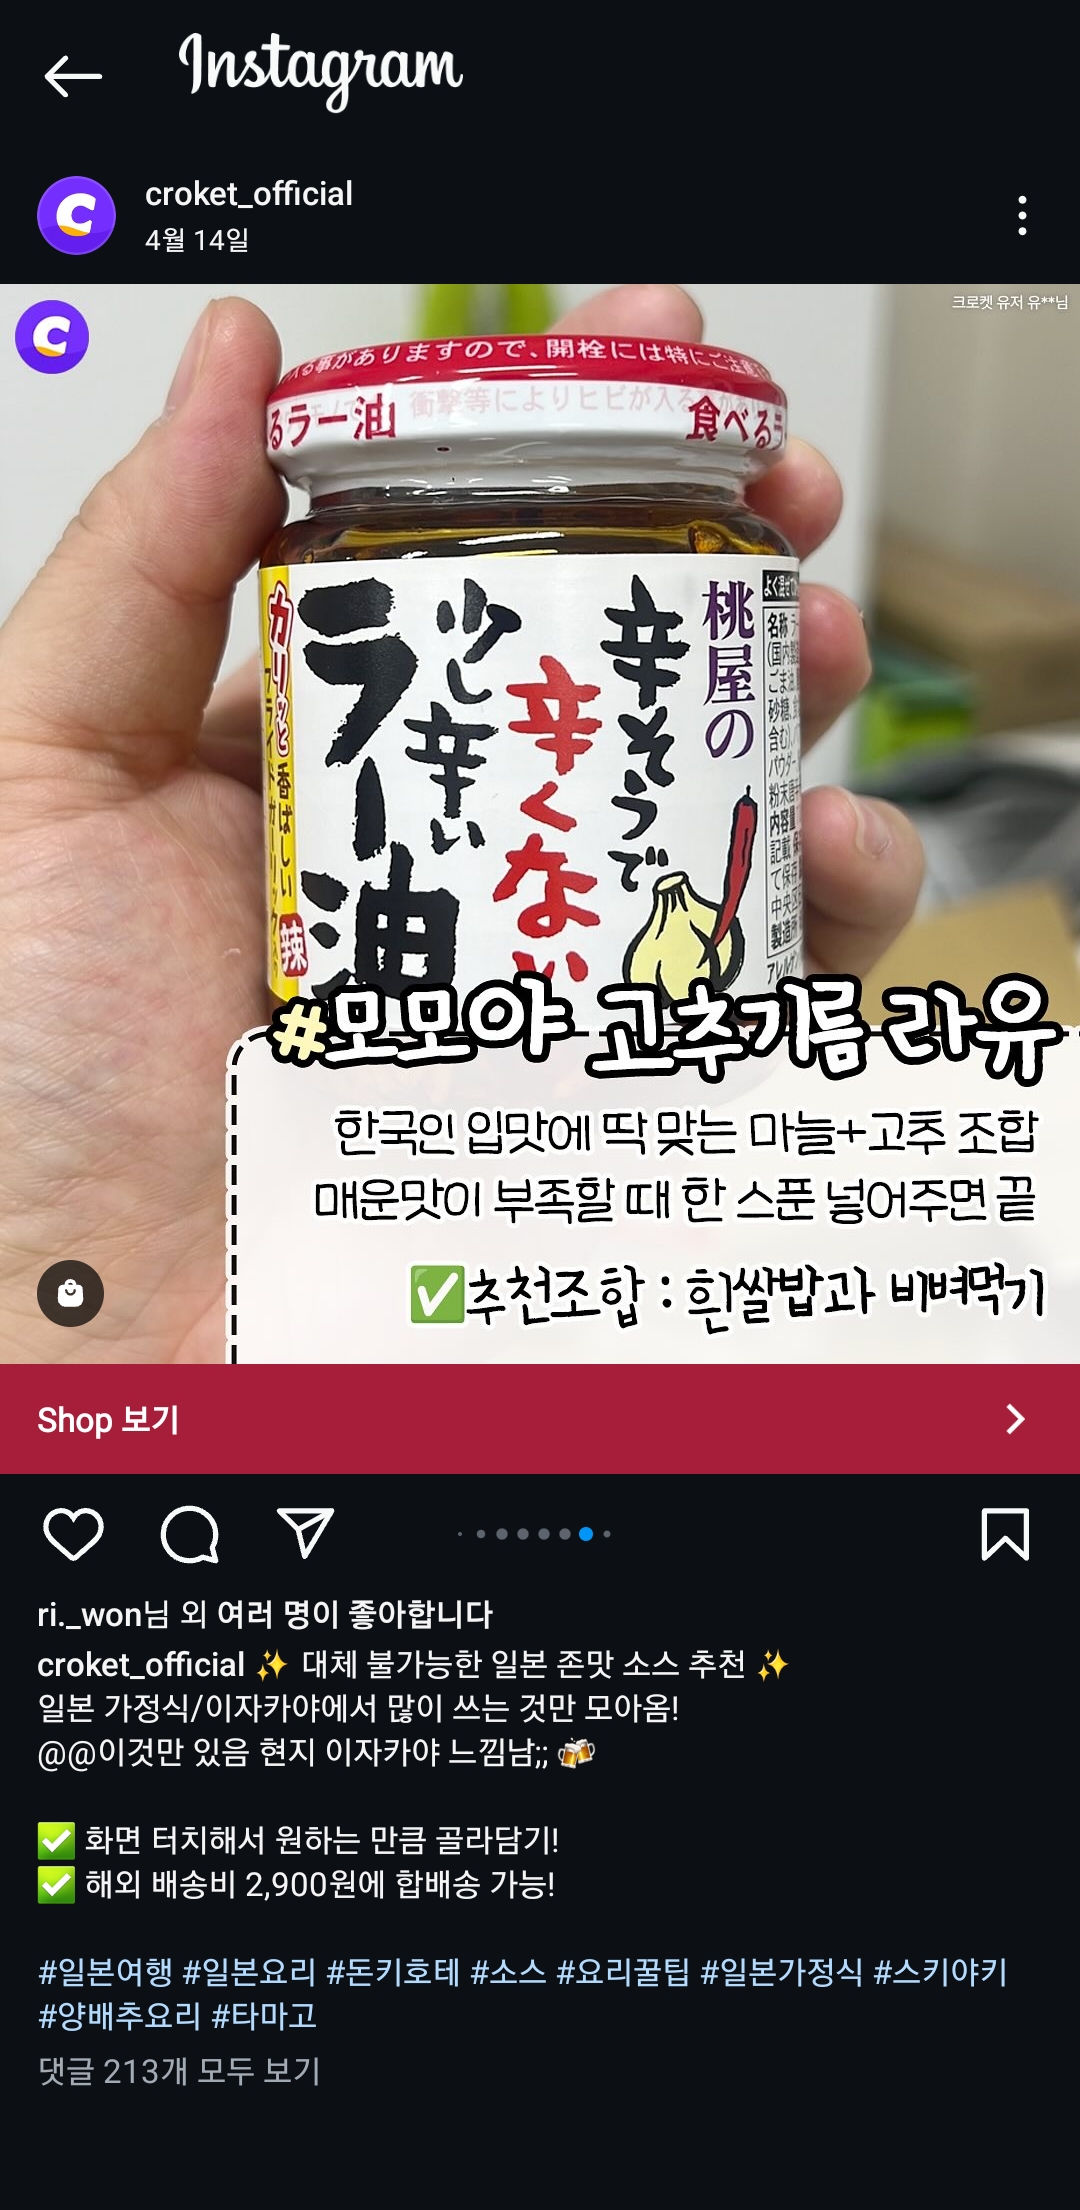 Instagram
croket_official
4월 14일
크로켓 유저 유**님
事がありますので、開栓には特にご注意
衝撃等によりヒビが入る
るラー油
食べるラ
桃屋の
辛そうで
辛くない
少し辛い
ラー油
カリッと
香ばしい
フライドガーリック
辣
よく混ぜて
名称
(国内製
ごま油
砂糖、食
含む)
パウダー
粉末唐
内容量
記載 保
て保存
中央区
製造所
アレルゲ
#모모야 고추기름 라유
한국인 입맛에 딱 맞는 마늘+고추 조합
매운맛이 부족할 때 한 스푼 넣어주면 끝
✅추천조합 : 흰쌀밥과 비벼먹기
Shop 보기
ri._won님 외 여러 명이 좋아합니다
croket_official ✨ 대체 불가능한 일본 존맛 소스 추천 ✨
일본 가정식/이자카야에서 많이 쓰는 것만 모아옴!
@@이것만 있음 현지 이자카야 느낌남;; 🍻
✅ 화면 터치해서 원하는 만큼 골라담기!
✅ 해외 배송비 2,900원에 합배송 가능!
#일본여행 #일본요리 #돈키호테 #소스 #요리꿀팁 #일본가정식 #스키야키
#양배추요리 #타마고
댓글 213개 모두 보기